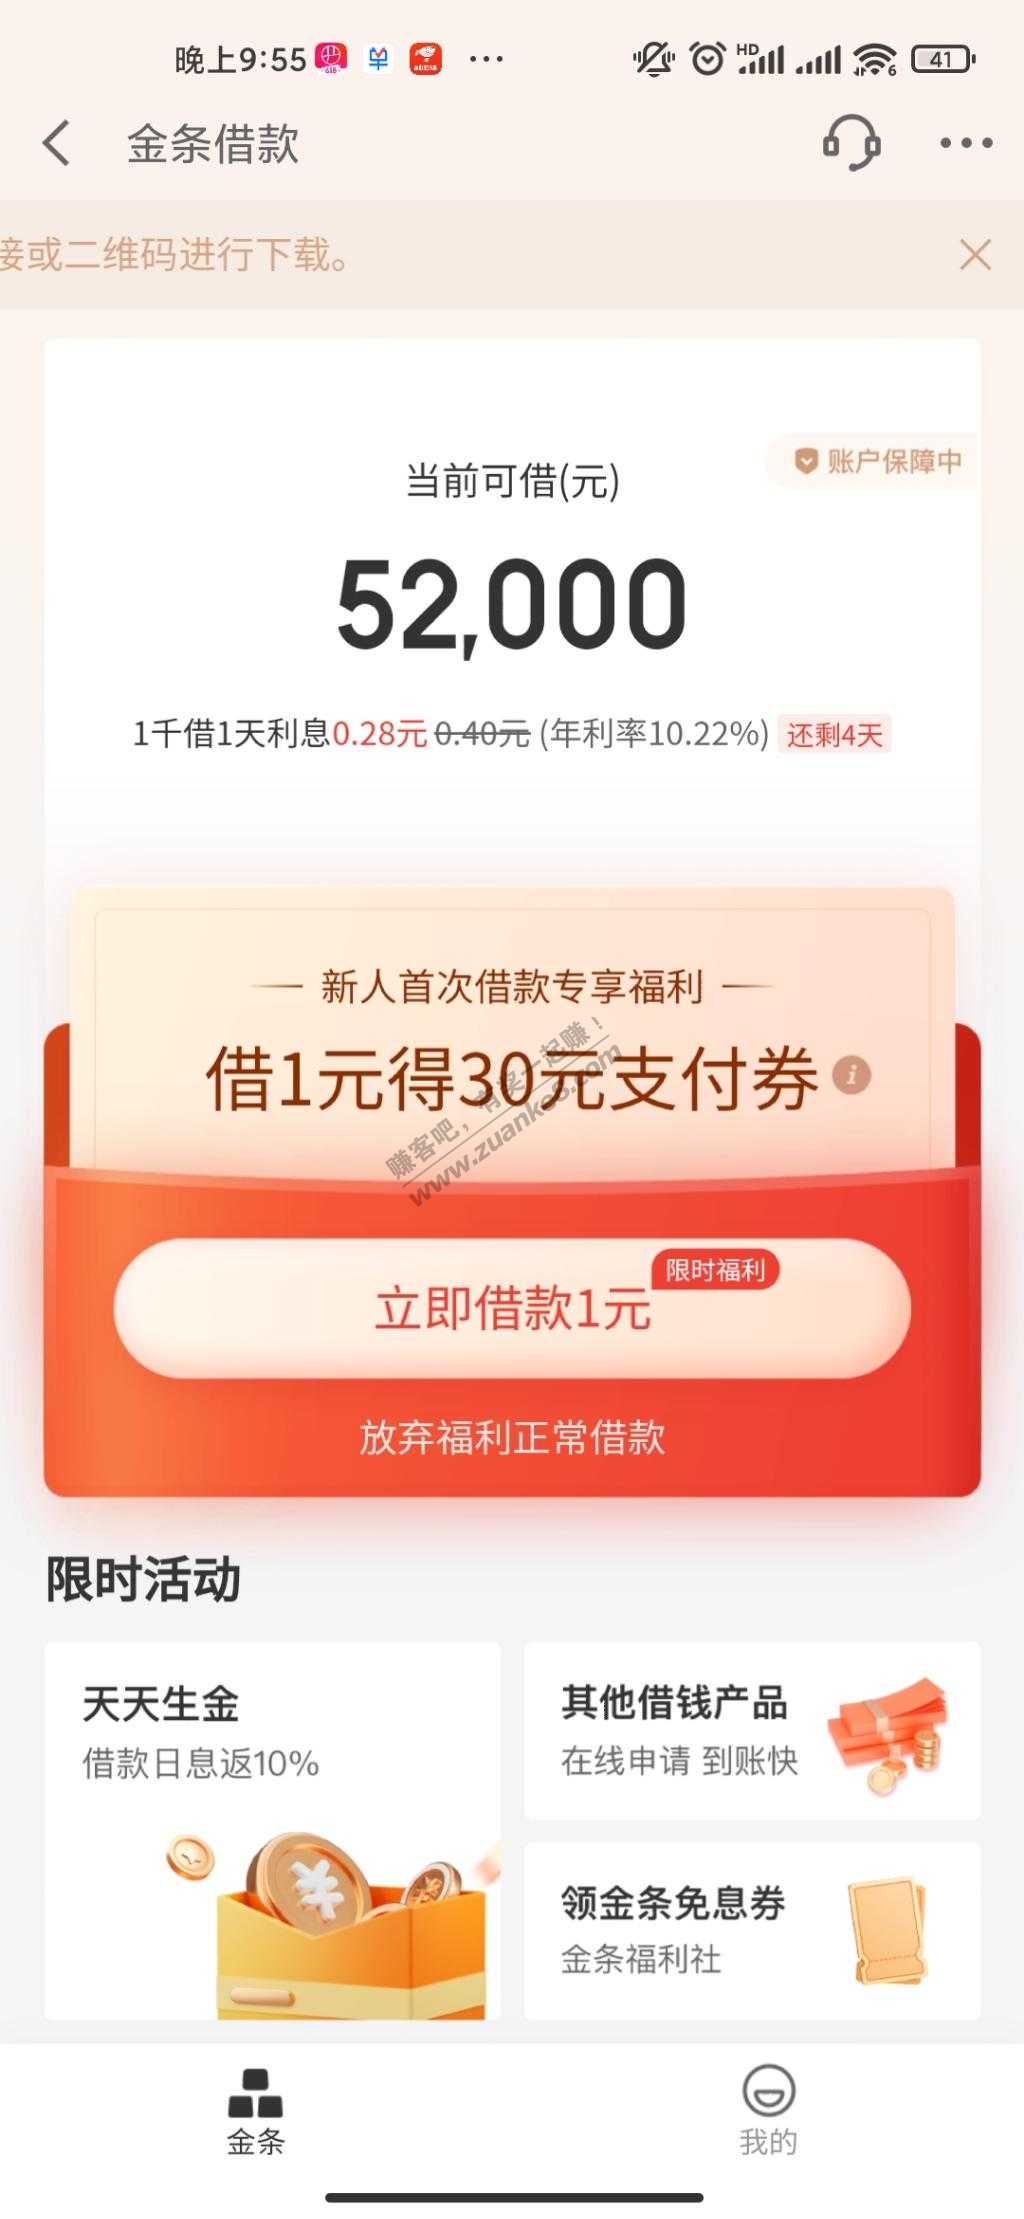 晚上9:55
HD
6
41
金条借款
接或二维码进行下载。
账户保障中
当前可借(元)
52,000
1千借1天利息0.28元 0.40元 (年利率10.22%) 还剩4天
新人首次借款专享福利
借1元得30元支付券
赚客吧，有奖一起赚！
www.zuanke8.com
限时福利
立即借款1元
放弃福利正常借款
限时活动
天天生金
借款日息返10%
其他借钱产品
在线申请 到账快
领金条免息券
金条福利社
金条
我的